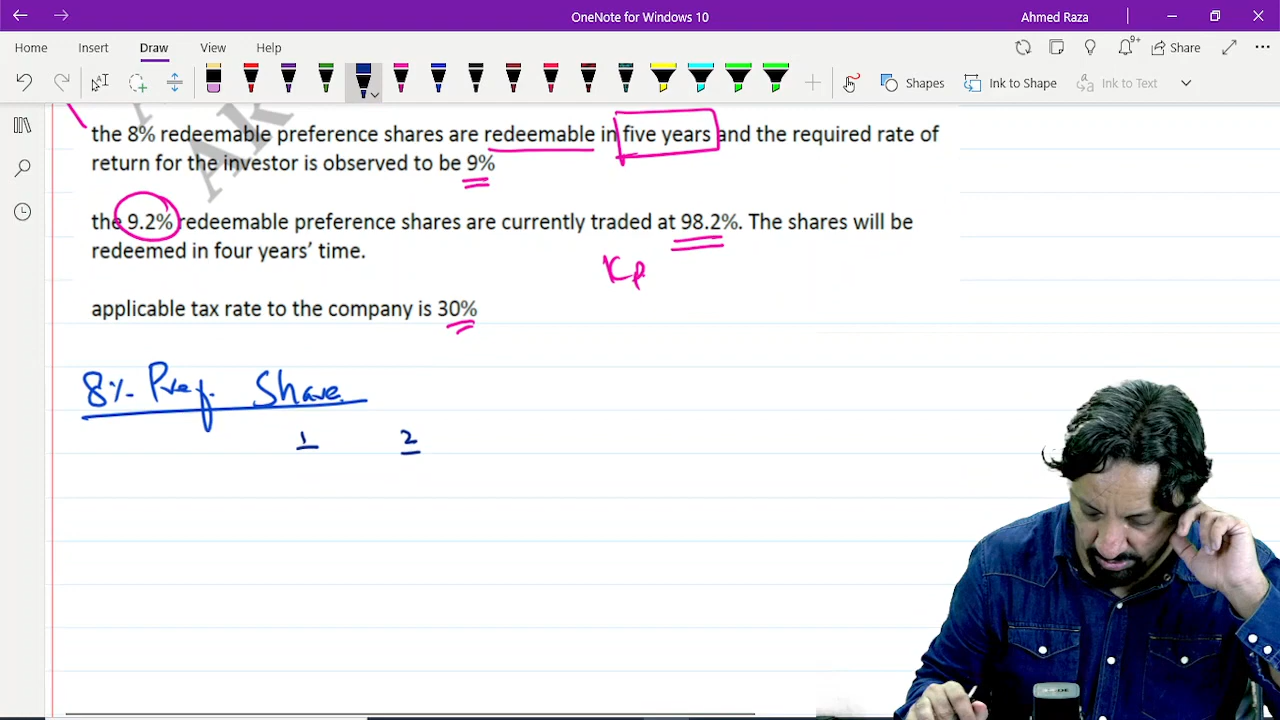 OneNote for Windows 10
Ahmed Raza
Home Insert Draw View Help
9+ Share
Shapes Ink to Shape Ink to Text
AR
the 8% redeemable preference shares are redeemable in five years and the required rate of
return for the investor is observed to be 9%
the 9.2% redeemable preference shares are currently traded at 98.2%. The shares will be
redeemed in four years' time.
Kp
applicable tax rate to the company is 30%
8% Pref. Share
1 2